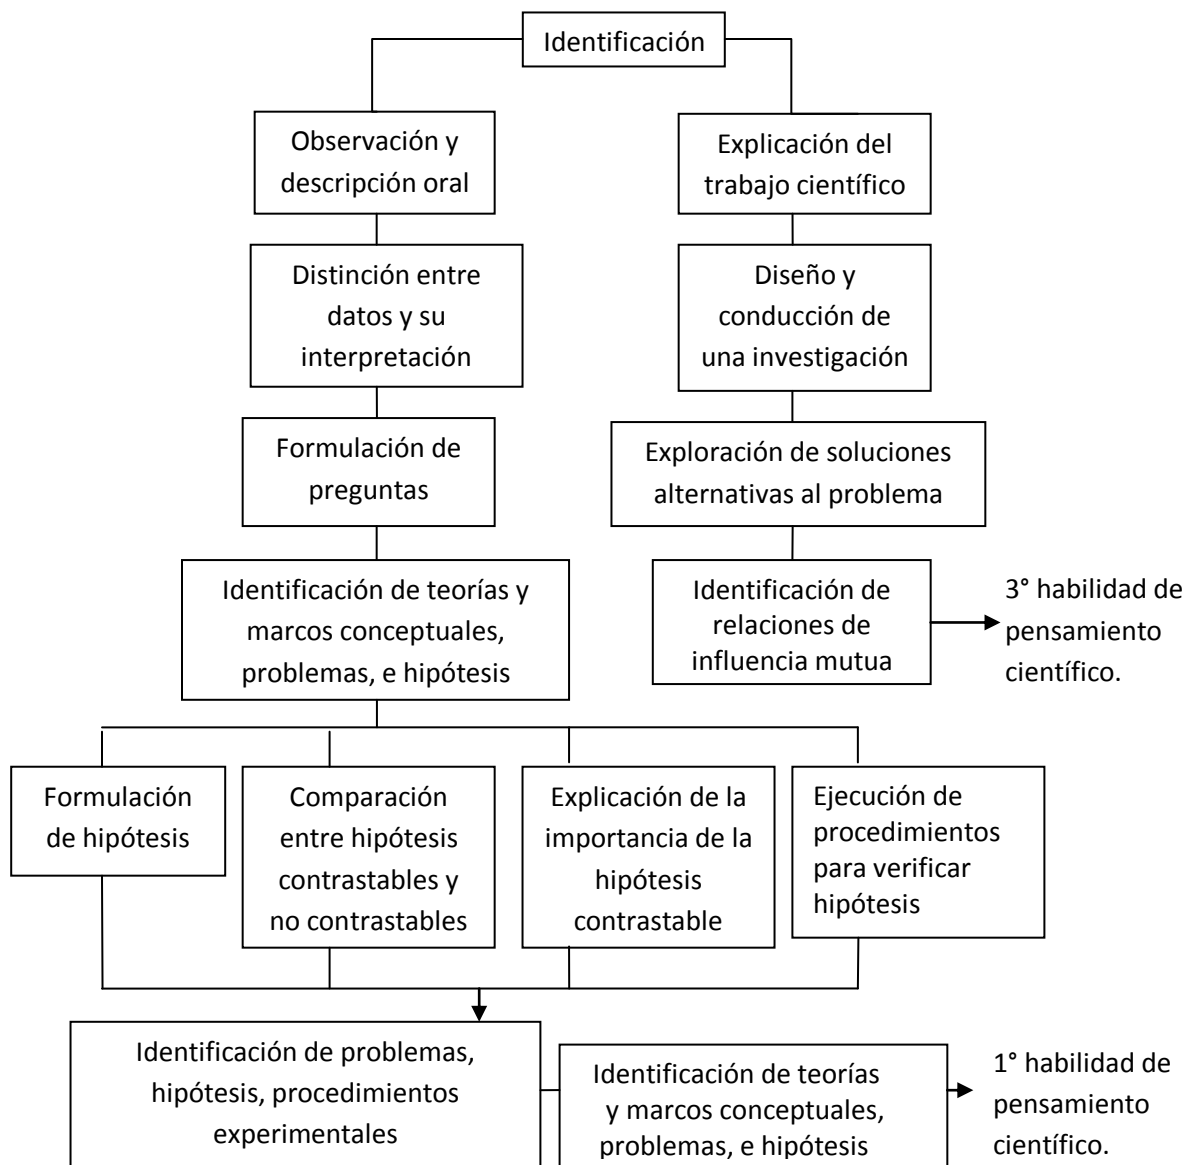 Identificación
Observación y
descripción oral
Explicación del
trabajo científico
Distinción entre
datos y su
interpretación
Diseño y
conducción de
una investigación
Formulación de
preguntas
Exploración de soluciones
alternativas al problema
Identificación de teorías y
marcos conceptuales,
problemas, e hipótesis
Identificación de
relaciones de
influencia mutua
3° habilidad de
pensamiento
científico.
Formulación
de hipótesis
Comparación
entre hipótesis
contrastables y
no contrastables
Explicación de la
importancia de la
hipótesis
contrastable
Ejecución de
procedimientos
para verificar
hipótesis
Identificación de problemas,
hipótesis, procedimientos
experimentales
Identificación de teorías
y marcos conceptuales,
problemas, e hipótesis
1° habilidad de
pensamiento
científico.